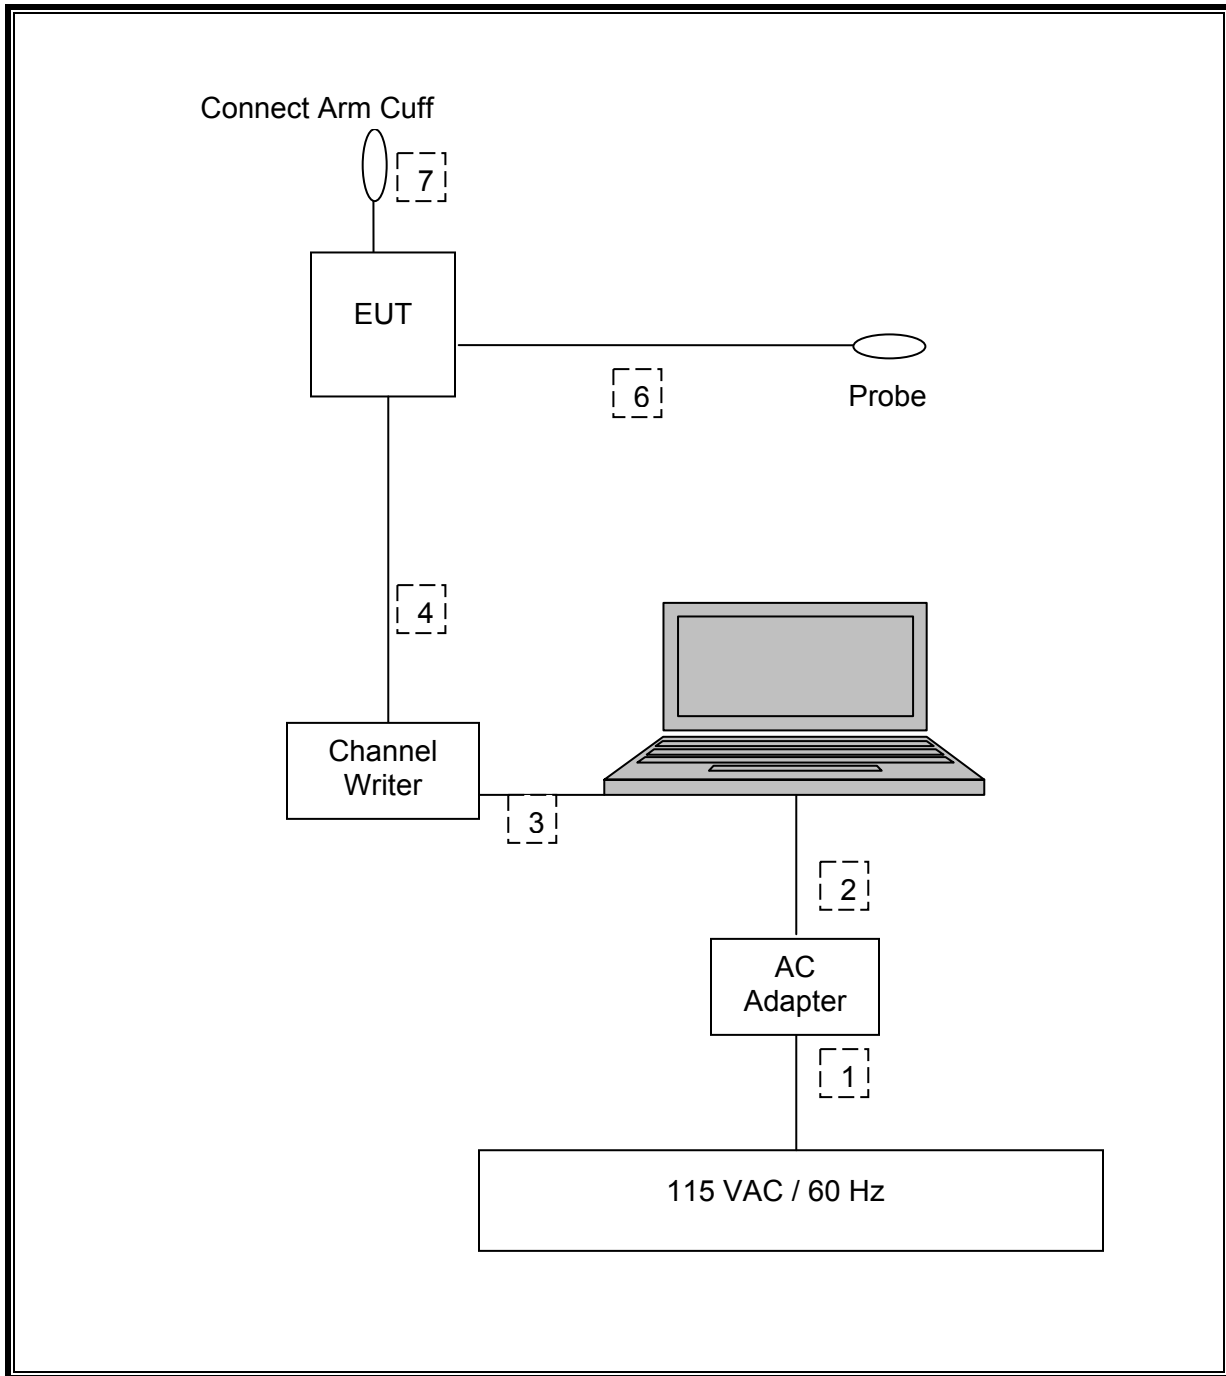 Connect Arm Cuff
7
EUT
6
Probe
4
Channel
Writer
3
2
AC
Adapter
1
115 VAC / 60 Hz